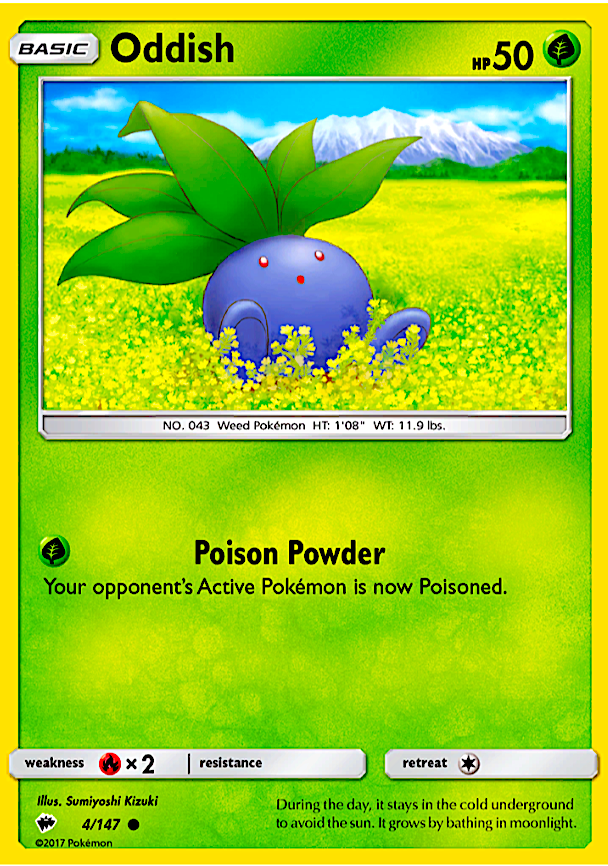 BASIC Oddish HP 50
NO. 043 Weed Pokémon HT: 1'08" WT: 11.9 lbs.
Poison Powder
Your opponent's Active Pokémon is now Poisoned.
weakness × 2 resistance retreat
Illus. Sumiyoshi Kizuki
4/147
©2017 Pokémon
During the day, it stays in the cold underground
to avoid the sun. It grows by bathing in moonlight.